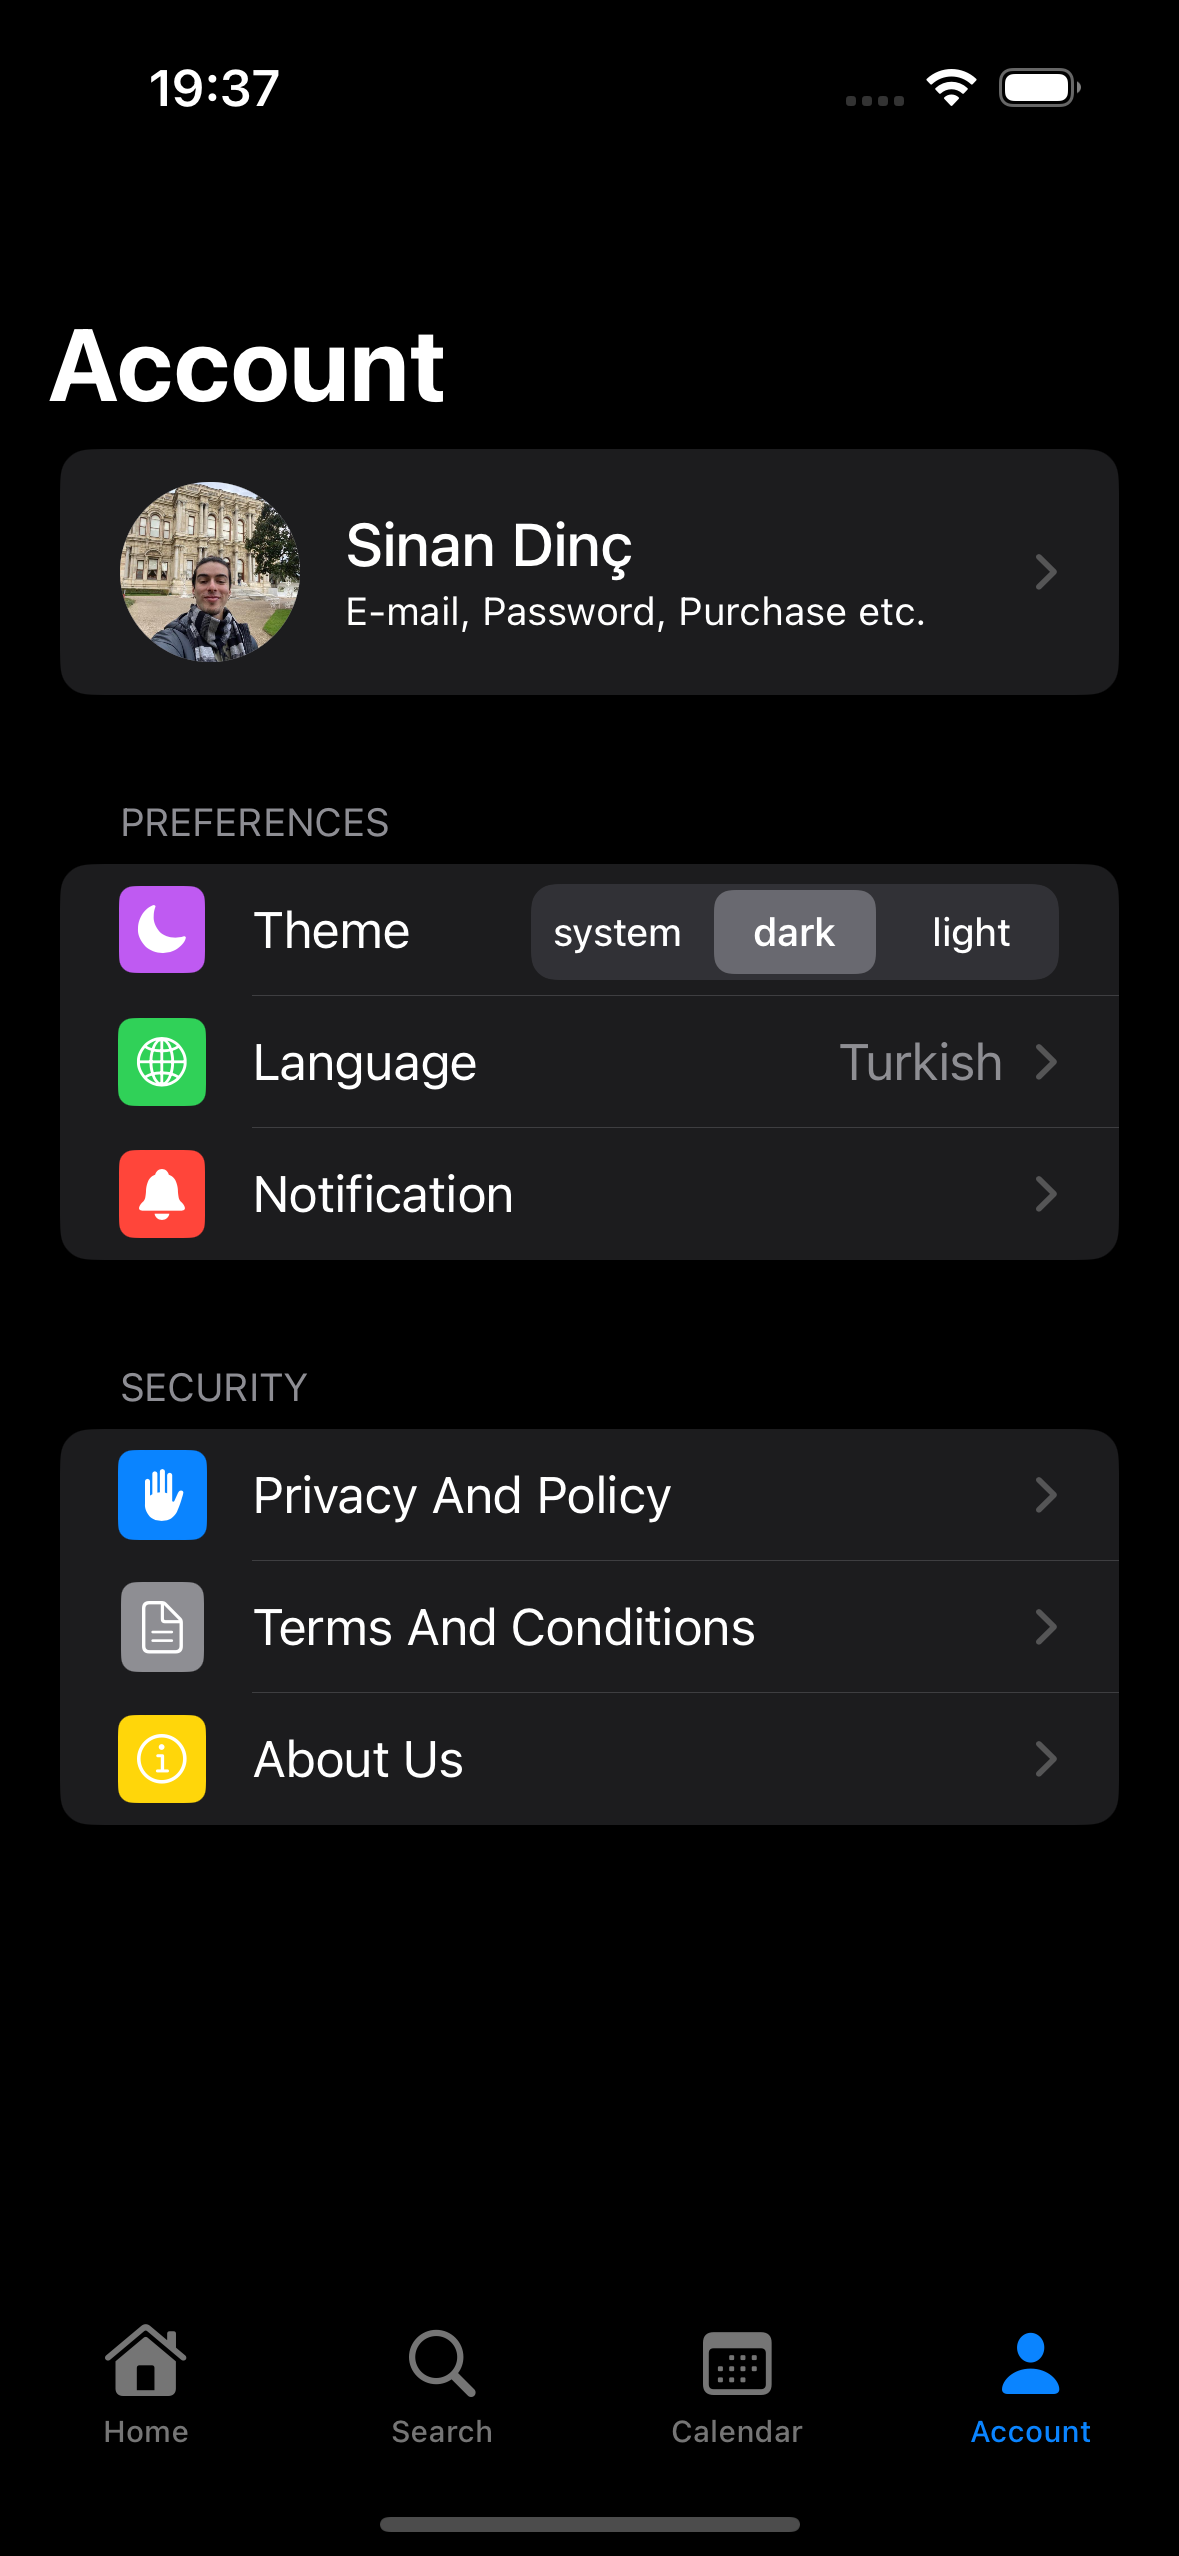 19:37
Account
Sinan Dinç
E-mail, Password, Purchase etc.
PREFERENCES
Theme system dark light
Language Turkish
Notification
SECURITY
Privacy And Policy
Terms And Conditions
About Us
Home Search Calendar Account